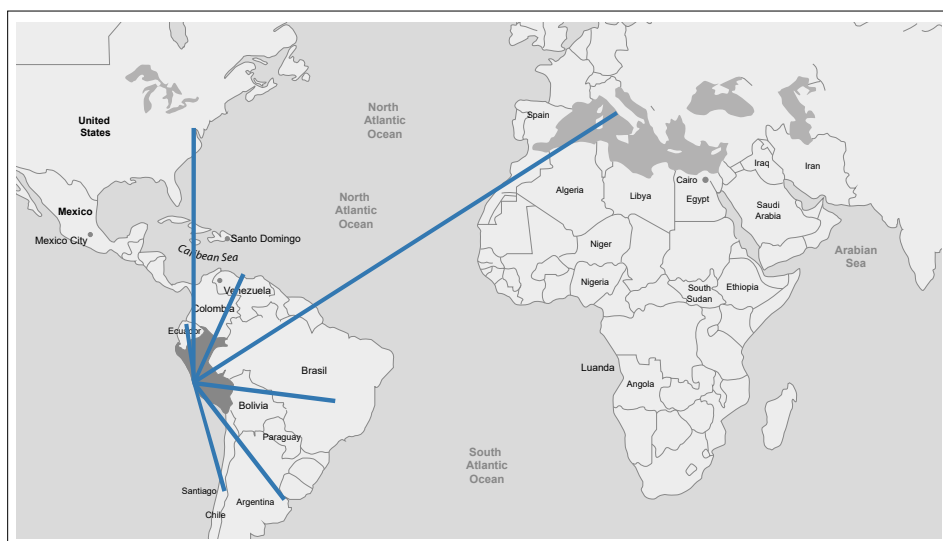 North
Atlantic
Ocean
United
States
Spain
Iraq
Iran
Cairo
Algeria
Libya
Egypt
North
Atlantic
Ocean
Saudi
Arabia
Mexico
Mexico City
Santo Domingo
Caribean Sea
Niger
Arabian
Sea
Venezuela
Nigeria
South
Sudan
Ethiopia
Colombia
Ecuador
Brasil
Luanda
Angola
Bolivia
Paraguay
South
Atlantic
Ocean
Santiago
Argentina
Chile